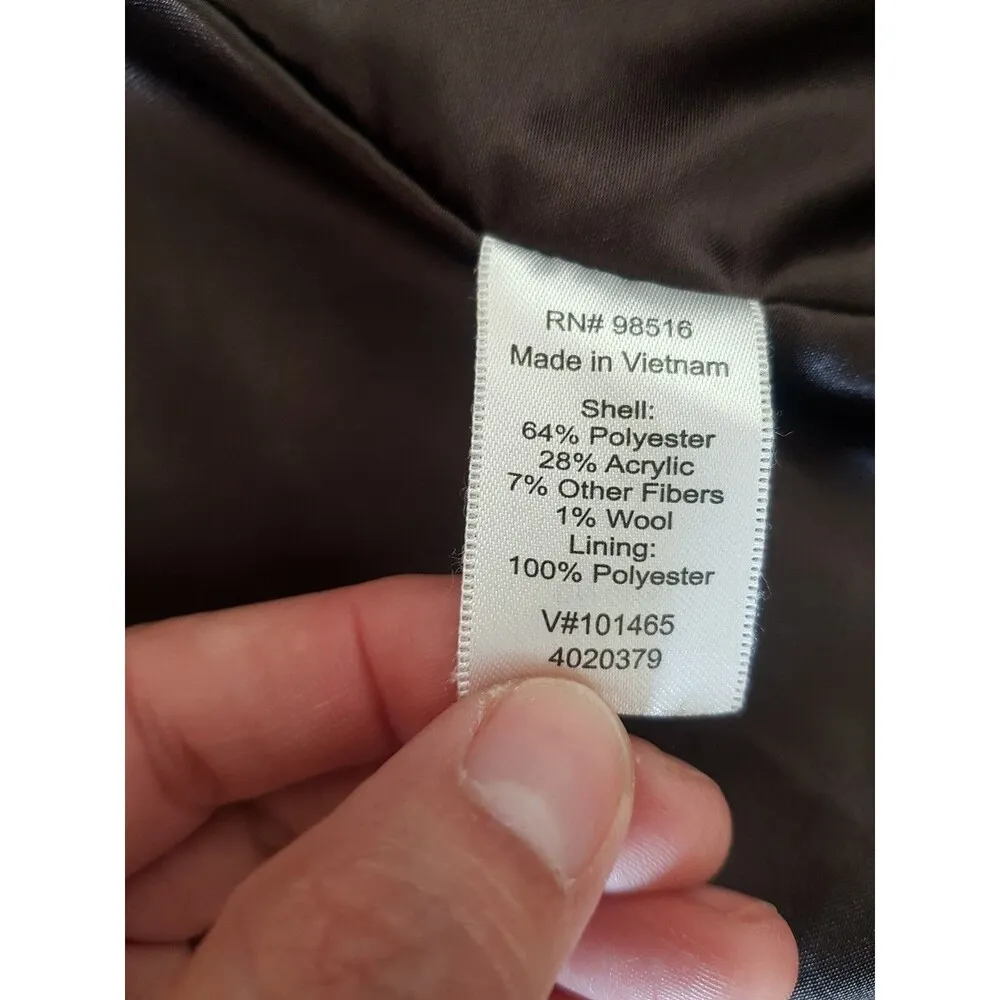 RN# 98516
Made in Vietnam
Shell:
64% Polyester
28% Acrylic
7% Other Fibers
1% Wool
Lining:
100% Polyester
V#101465
4020379